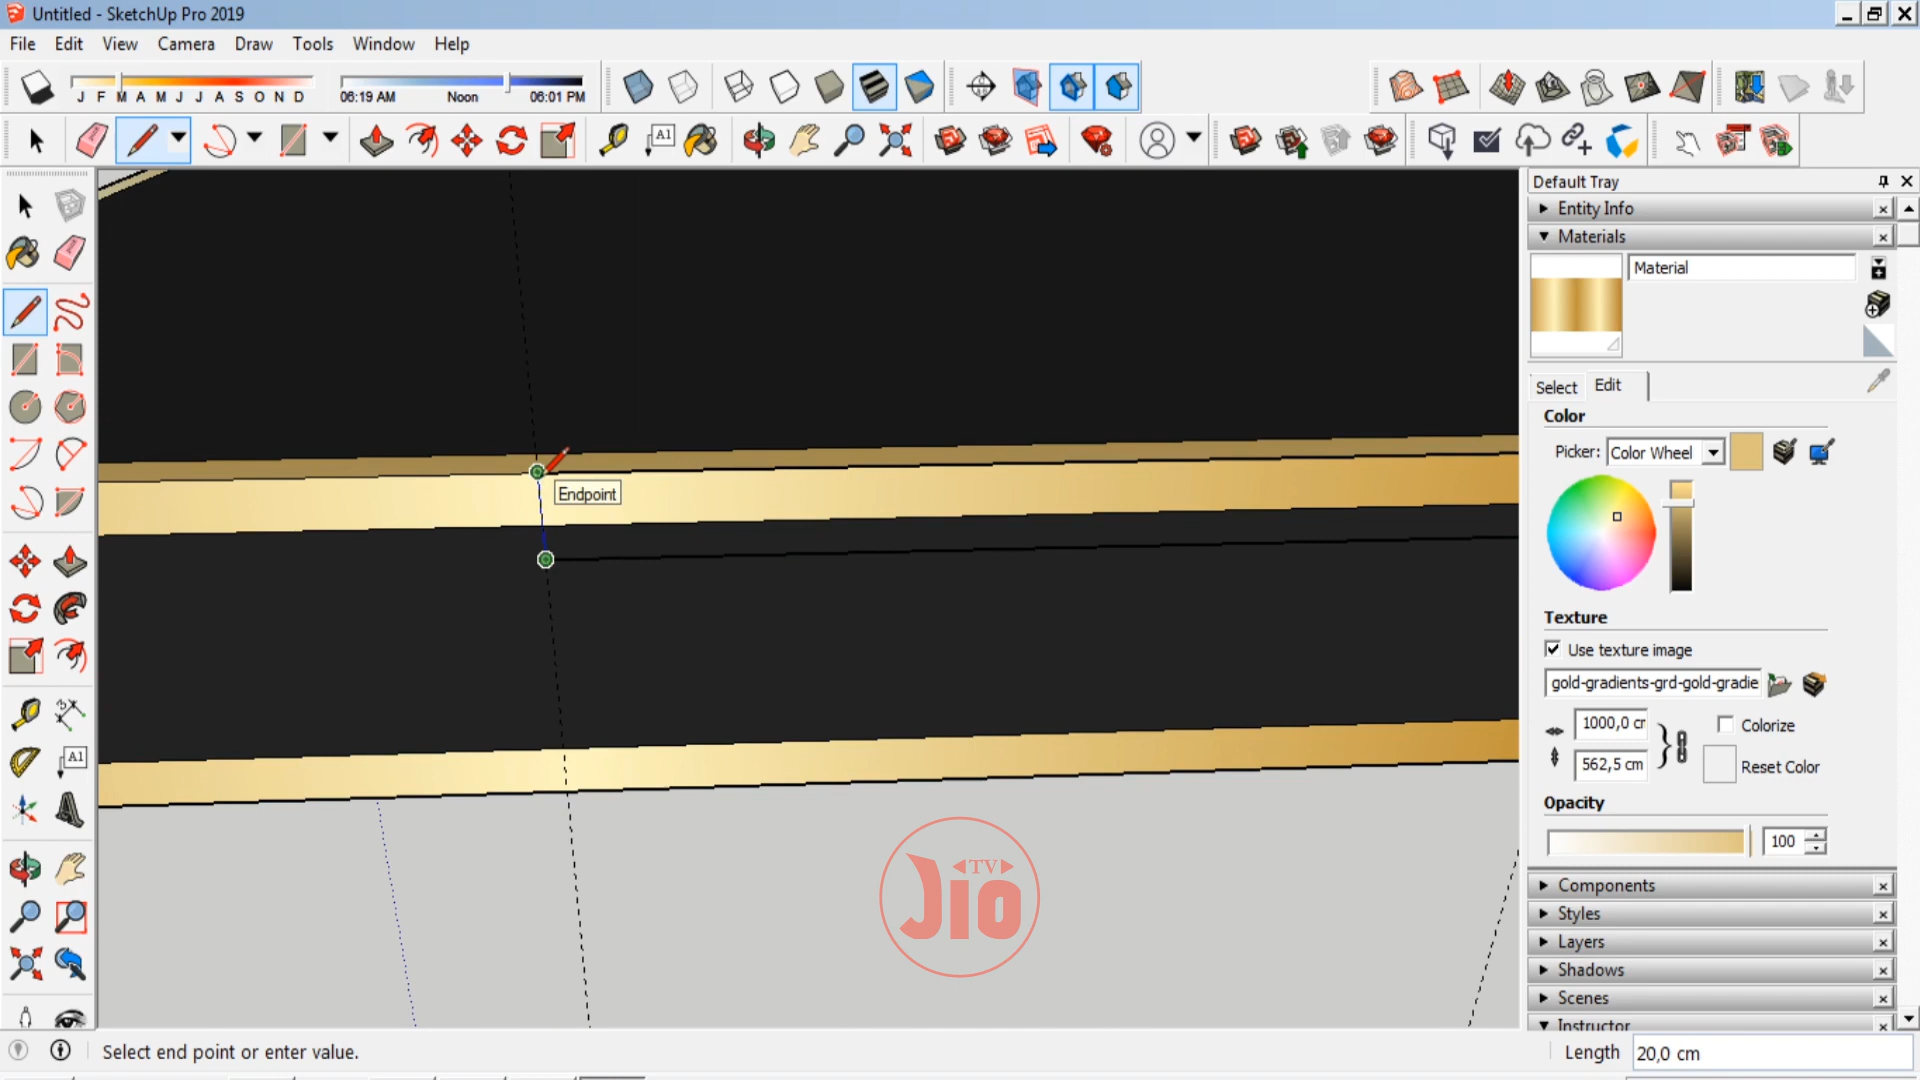 Untitled - SketchUp Pro 2019
File Edit View Camera Draw Tools Window Help
J F M A M J J A S O N D
06:19 AM Noon 06:01 PM
A1
Default Tray
Entity Info
Materials
Material
Select Edit
Color
Picker: Color Wheel
Texture
Use texture image
gold-gradients-grd-gold-gradie
1000,0 cr
Colorize
562,5 cm
Reset Color
Opacity
100
Components
Styles
Layers
Shadows
Scenes
Instructor
Endpoint
A1
TV
Jio
Select end point or enter value.
Length 20,0 cm